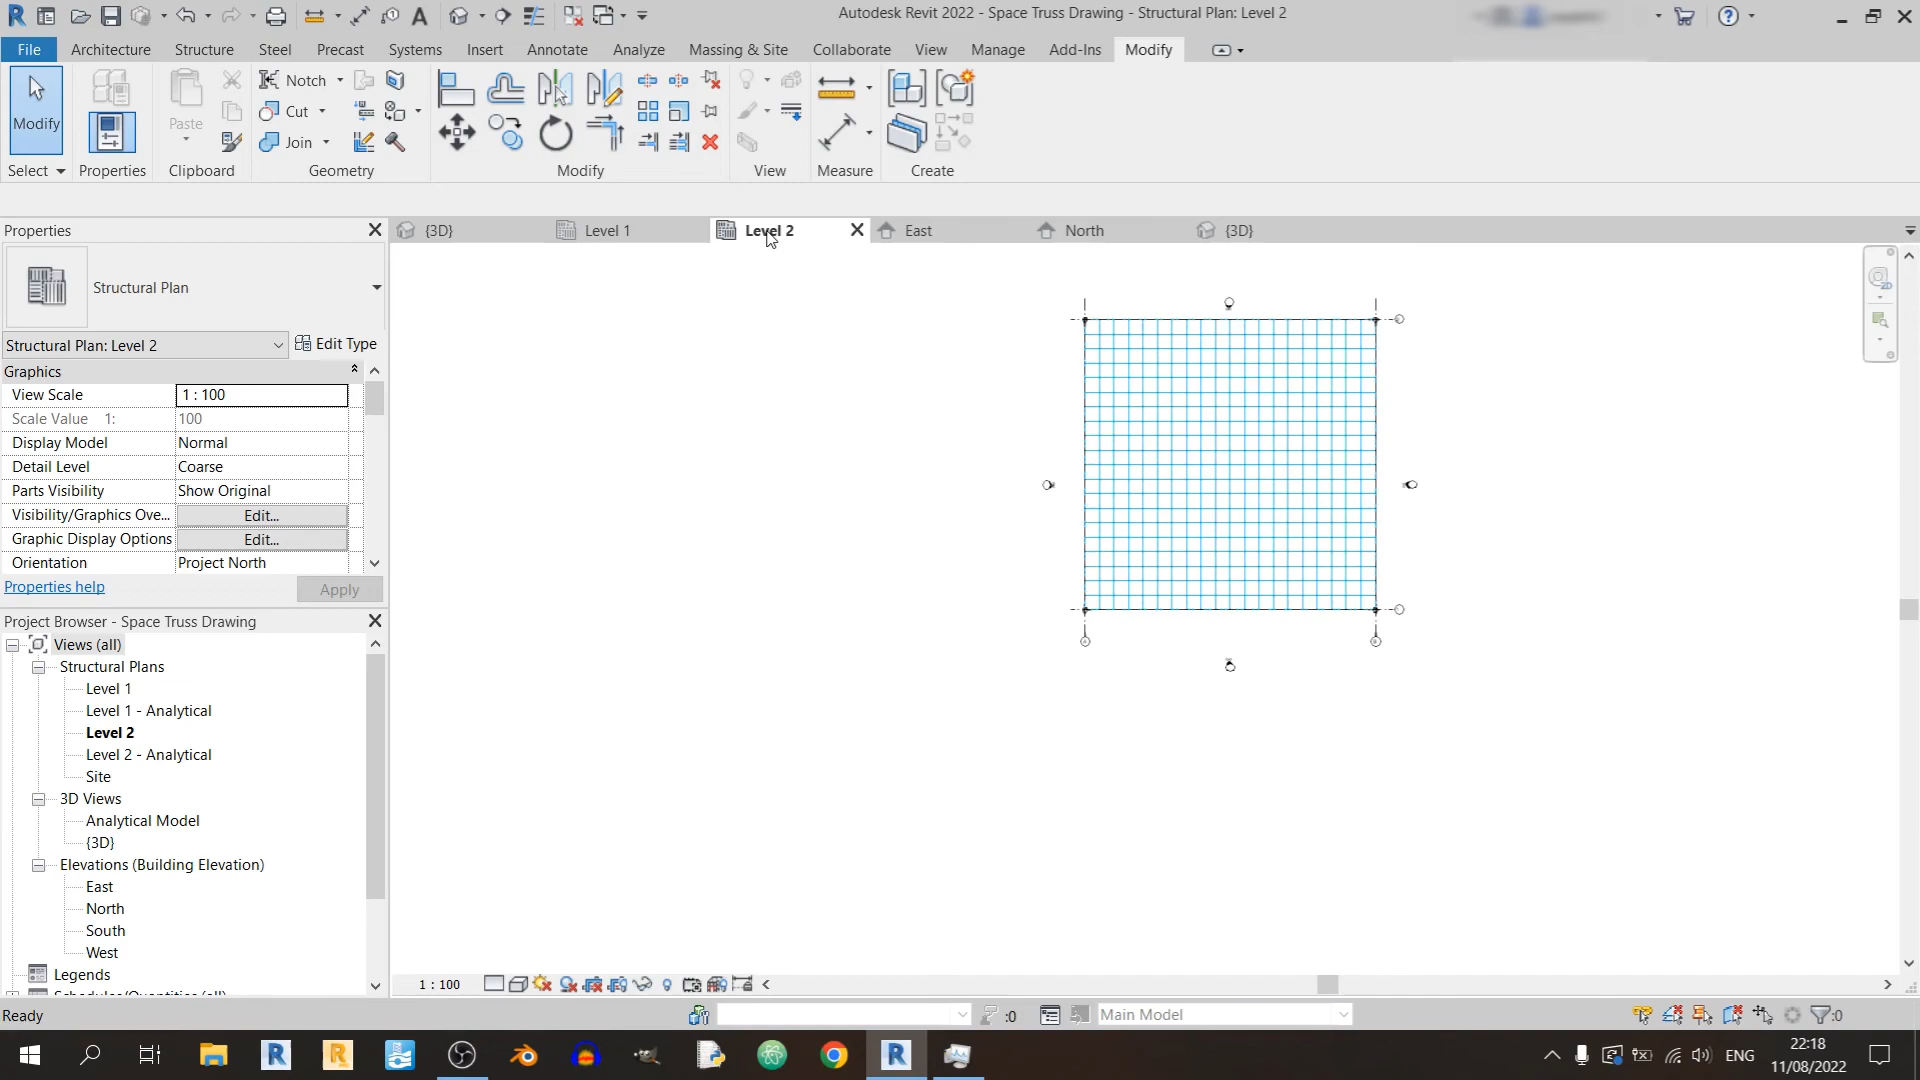 Autodesk Revit 2022 - Space Truss Drawing - Structural Plan: Level 2
File Architecture Structure Steel Precast Systems Insert Annotate Analyze Massing & Site Collaborate View Manage Add-Ins Modify
Modify
Paste
Notch
Cut
Join
Select Properties Clipboard Geometry Modify View Measure Create
Properties
{3D} Level 1 Level 2 East North {3D}
Structural Plan
Structural Plan: Level 2 Edit Type
Graphics
View Scale 1 : 100
Scale Value 1: 100
Display Model Normal
Detail Level Coarse
Parts Visibility Show Original
Visibility/Graphics Ove... Edit...
Graphic Display Options Edit...
Orientation Project North
Properties help Apply
Project Browser - Space Truss Drawing
Views (all)
Structural Plans
Level 1
Level 1 - Analytical
Level 2
Level 2 - Analytical
Site
3D Views
Analytical Model
{3D}
Elevations (Building Elevation)
East
North
South
West
Legends
Schedules/Quantities (all)
1 : 100
Ready :0 Main Model :0
ENG
22:18
11/08/2022